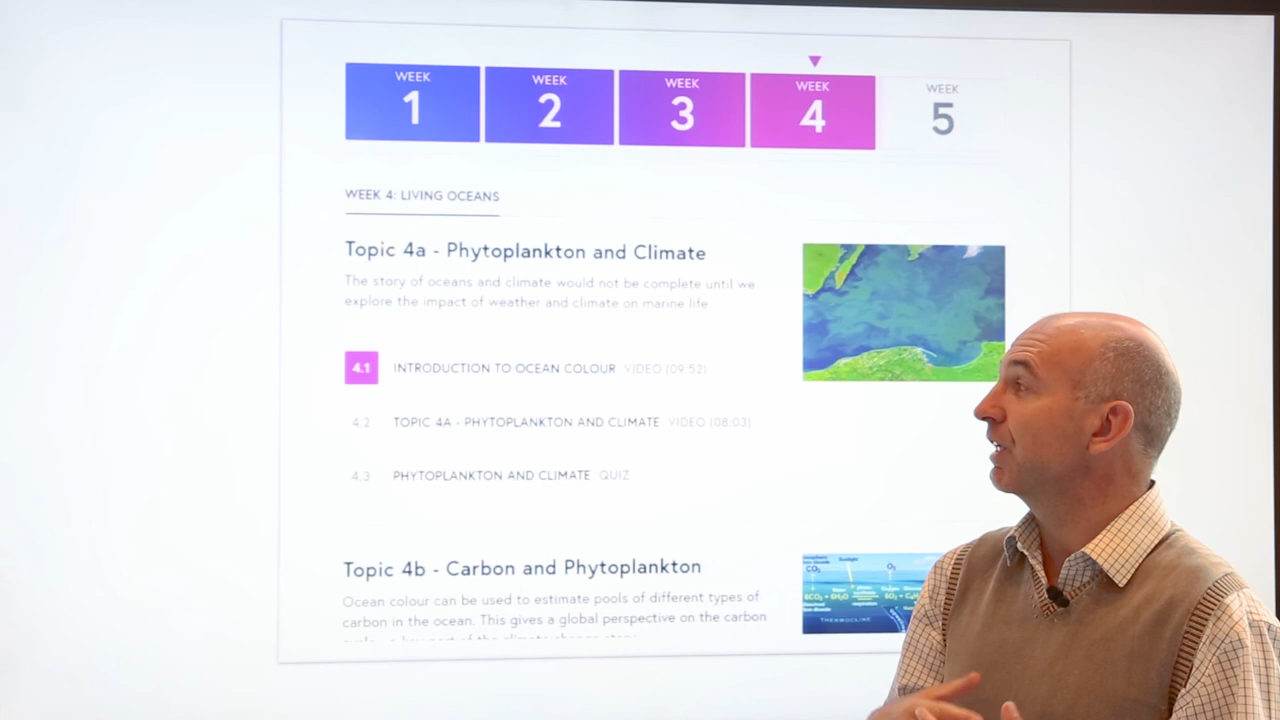 WEEK
1
WEEK
2
WEEK
3
WEEK
4
WEEK
5
WEEK 4: LIVING OCEANS
Topic 4a - Phytoplankton and Climate
The story of oceans and climate would not be complete until we
explore the impact of weather and climate on marine life
4.1 INTRODUCTION TO OCEAN COLOUR VIDEO (09:52)
4.2 TOPIC 4A - PHYTOPLANKTON AND CLIMATE VIDEO (08:03)
4.3 PHYTOPLANKTON AND CLIMATE QUIZ
Topic 4b - Carbon and Phytoplankton
Ocean colour can be used to estimate pools of different types of
carbon in the ocean. This gives a global perspective on the carbon
Sunlight
CO₂
O₂
THERMOCLINE